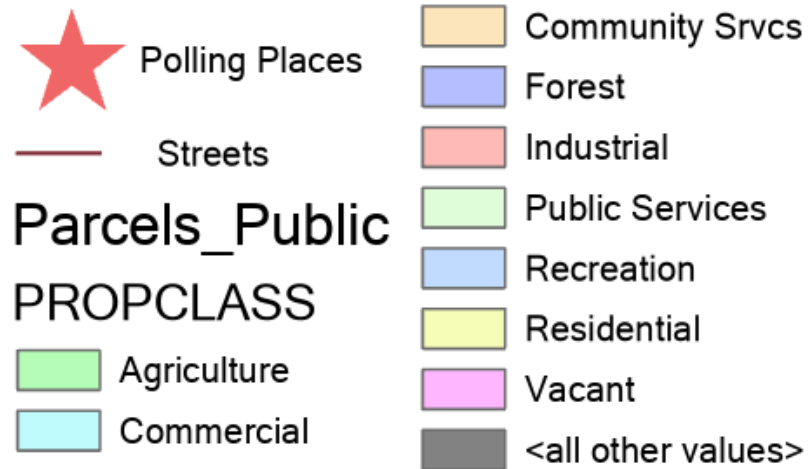 Polling Places
Streets
Parcels_Public
PROPCLASS
Agriculture
Commercial
Community Srvcs
Forest
Industrial
Public Services
Recreation
Residential
Vacant
<all other values>